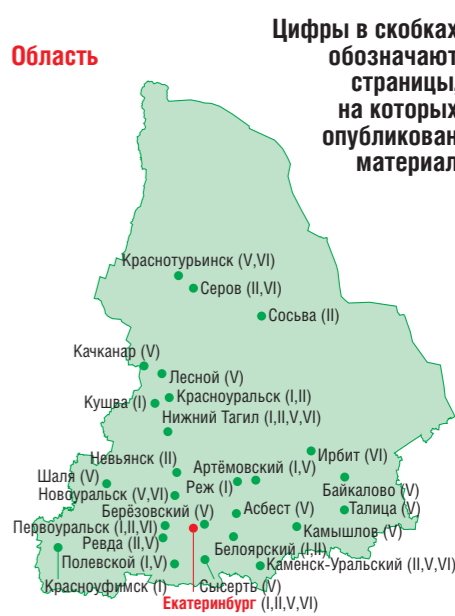 Область
Цифры в скобках
обозначают
страницы,
на которых
опубликован
материал
Краснотурьинск (V,VI)
Серов (II,VI)
Сосьва (II)
Качканар (V)
Лесной (V)
Красноуральск (I,II)
Кушва (I)
Нижний Тагил (I,II,V,VI)
Ирбит (VI)
Невьянск (II)
Артёмовский (I,V)
Шаля (V)
Реж (I)
Байкалово (V)
Новоуральск (V,VI)
Берёзовский (V)
Асбест (V)
Талица (V)
Первоуральск (I,II,VI)
Камышлов (V)
Ревда (II,V)
Белоярский (I,II)
Полевской (I,V)
Каменск-Уральский (II,V,VI)
Красноуфимск (I)
Сысерть (V)
Екатеринбург (I,II,V,VI)